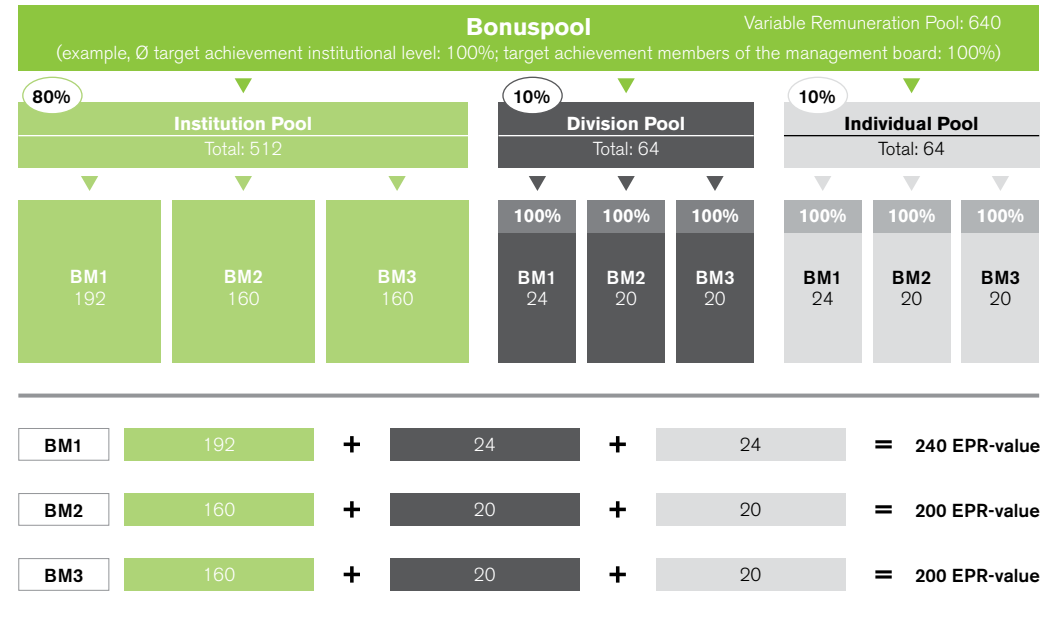 Bonuspool Variable Remuneration Pool: 640
(example, Ø target achievement institutional level: 100%; target achievement members of the management board: 100%)
80% 10% 10%
Institution Pool Division Pool Individual Pool
Total: 512 Total: 64 Total: 64
100% 100% 100% 100% 100% 100%
BM1 BM2 BM3 BM1 BM2 BM3 BM1 BM2 BM3
192 160 160 24 20 20 24 20 20
BM1 192 + 24 + 24 = 240 EPR-value
BM2 160 + 20 + 20 = 200 EPR-value
BM3 160 + 20 + 20 = 200 EPR-value